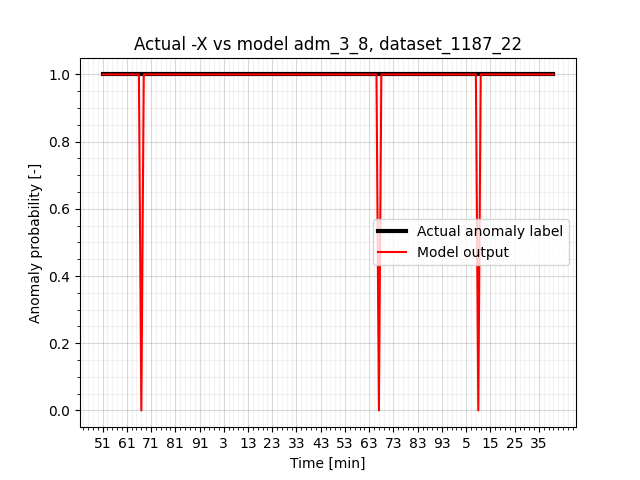 Actual -X vs model adm_3_8, dataset_1187_22
Anomaly probability [-]
1.0
0.8
0.6
0.4
0.2
0.0
Actual anomaly label
Model output
51 61 71 81 91 3 13 23 33 43 53 63 73 83 93 5 15 25 35
Time [min]